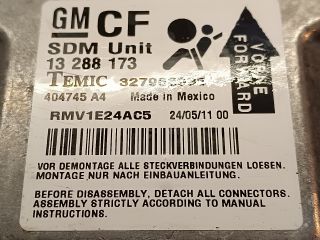 GM CF
SDM Unit
13 288 173
TEMIC
404745 A4 Made in Mexico
RMV1E24AC5 24/05/11 00
VORNE
FORWARD
VOR DEMONTAGE ALLE STECKVERBINDUNGEN LOESEN.
MONTAGE NUR NACH EINBAUANLEITUNG.
BEFORE DISASSEMBLY, DETACH ALL CONNECTORS.
ASSEMBLY STRICTLY ACCORDING TO MANUAL
INSTRUCTIONS.